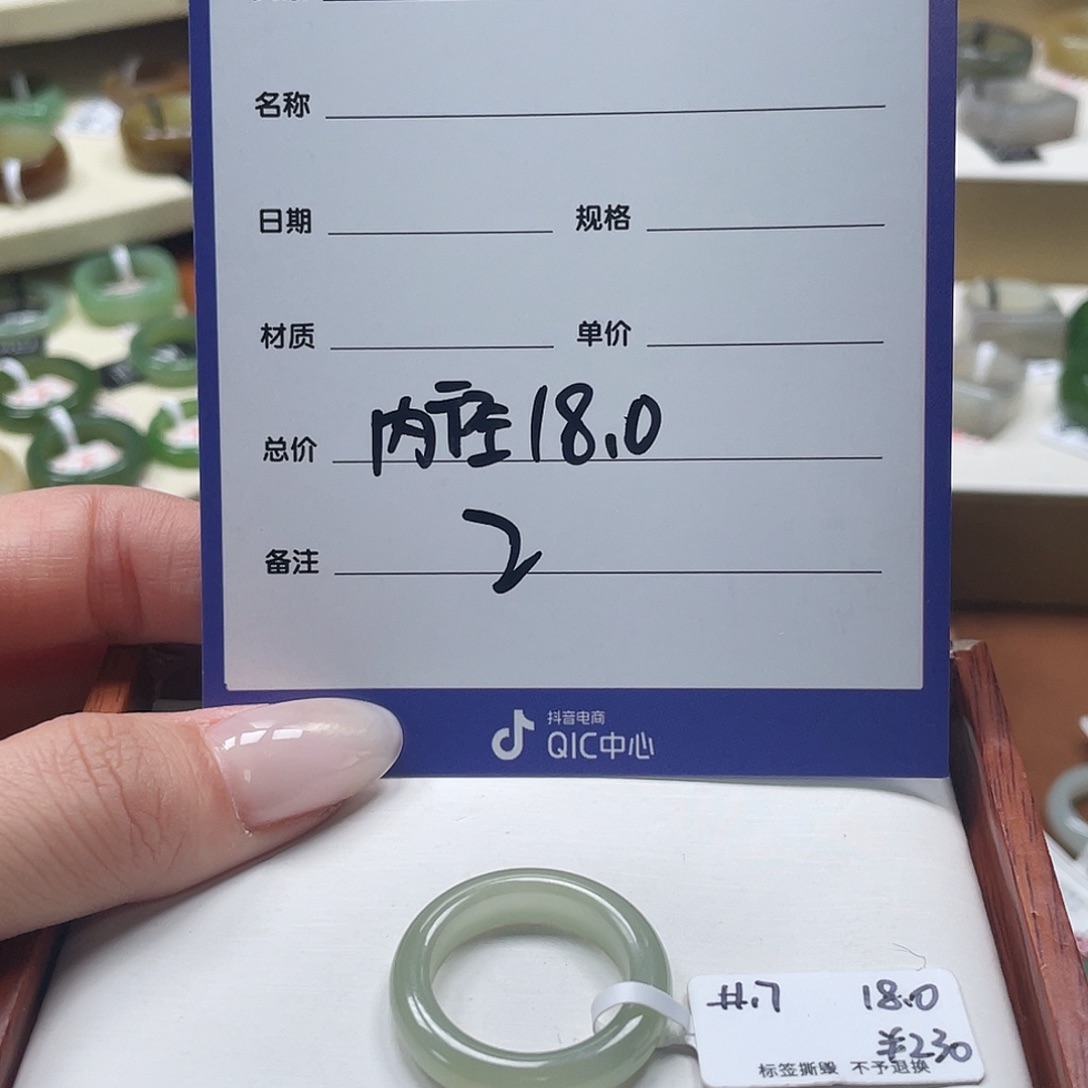 名称
日期 规格
材质 单价
总价 内径18.0
备注 2
抖音电商
QIC中心
#.7 18.0
¥230
标签撕毁 不予退换